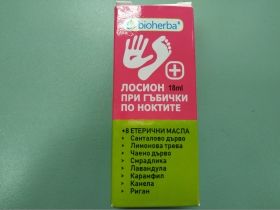 bioherba®
ЛОСИОН 18ml
ПРИ ГЪБИЧКИ
ПО НОКТИТЕ
+8 ЕТЕРИЧНИ МАСЛА
Санталово дърво
Лимонова трева
Чаено дърво
Смрадлика
Лавандула
Карамфил
Канела
Риган